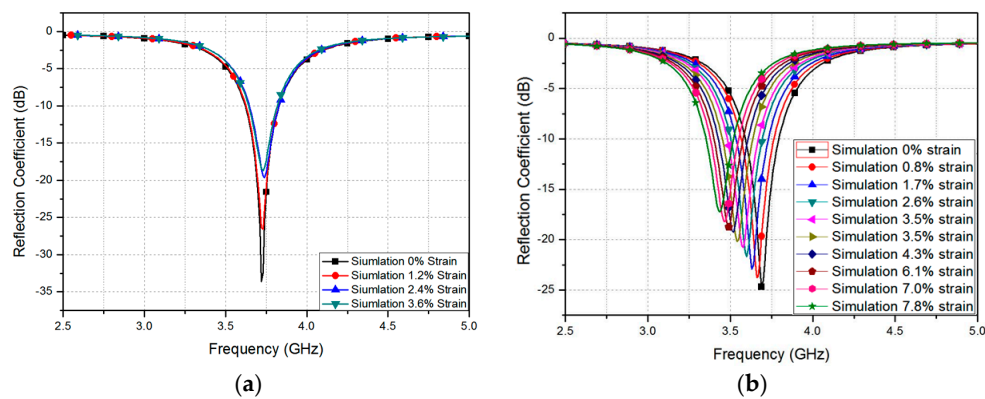 0
-5
-10
-15
-20
-25
-30
-35
2.5 3.0 3.5 4.0 4.5 5.0
Reflection Coefficient (dB)
Frequency (GHz)
Siumlation 0% Strain
Siunlation 1.2% Strain
Siunlation 2.4% Strain
Siunlation 3.6% Strain
(a)
0
-5
-10
-15
-20
-25
2.5 3.0 3.5 4.0 4.5 5.0
Reflection Coefficient (dB)
Frequency (GHz)
Simulation 0% strain
Simulation 0.8% strain
Simulation 1.7% strain
Simulation 2.6% strain
Simulation 3.5% strain
Simulation 3.5% strain
Simulation 4.3% strain
Simulation 6.1% strain
Simulation 7.0% strain
Simulation 7.8% strain
(b)